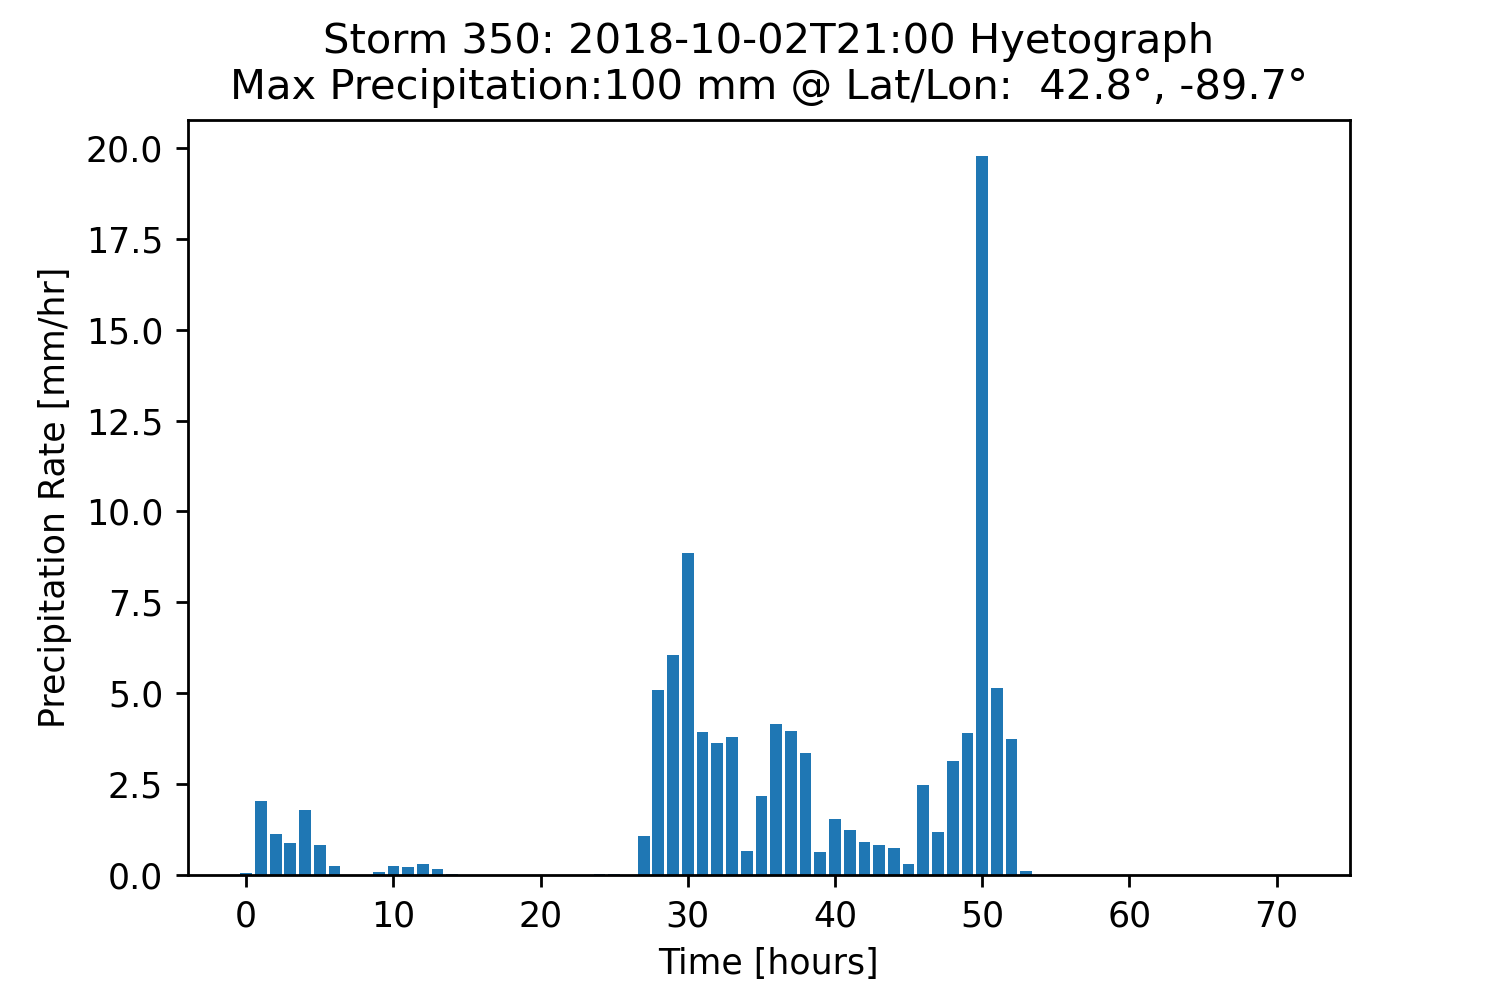 Storm 350: 2018-10-02T21:00 Hyetograph
Max Precipitation:100 mm @ Lat/Lon:  42.8°, -89.7°
20.0
17.5
15.0
12.5
10.0
7.5
5.0
2.5
0.0
Precipitation Rate [mm/hr]
0 10 20 30 40 50 60 70
Time [hours]